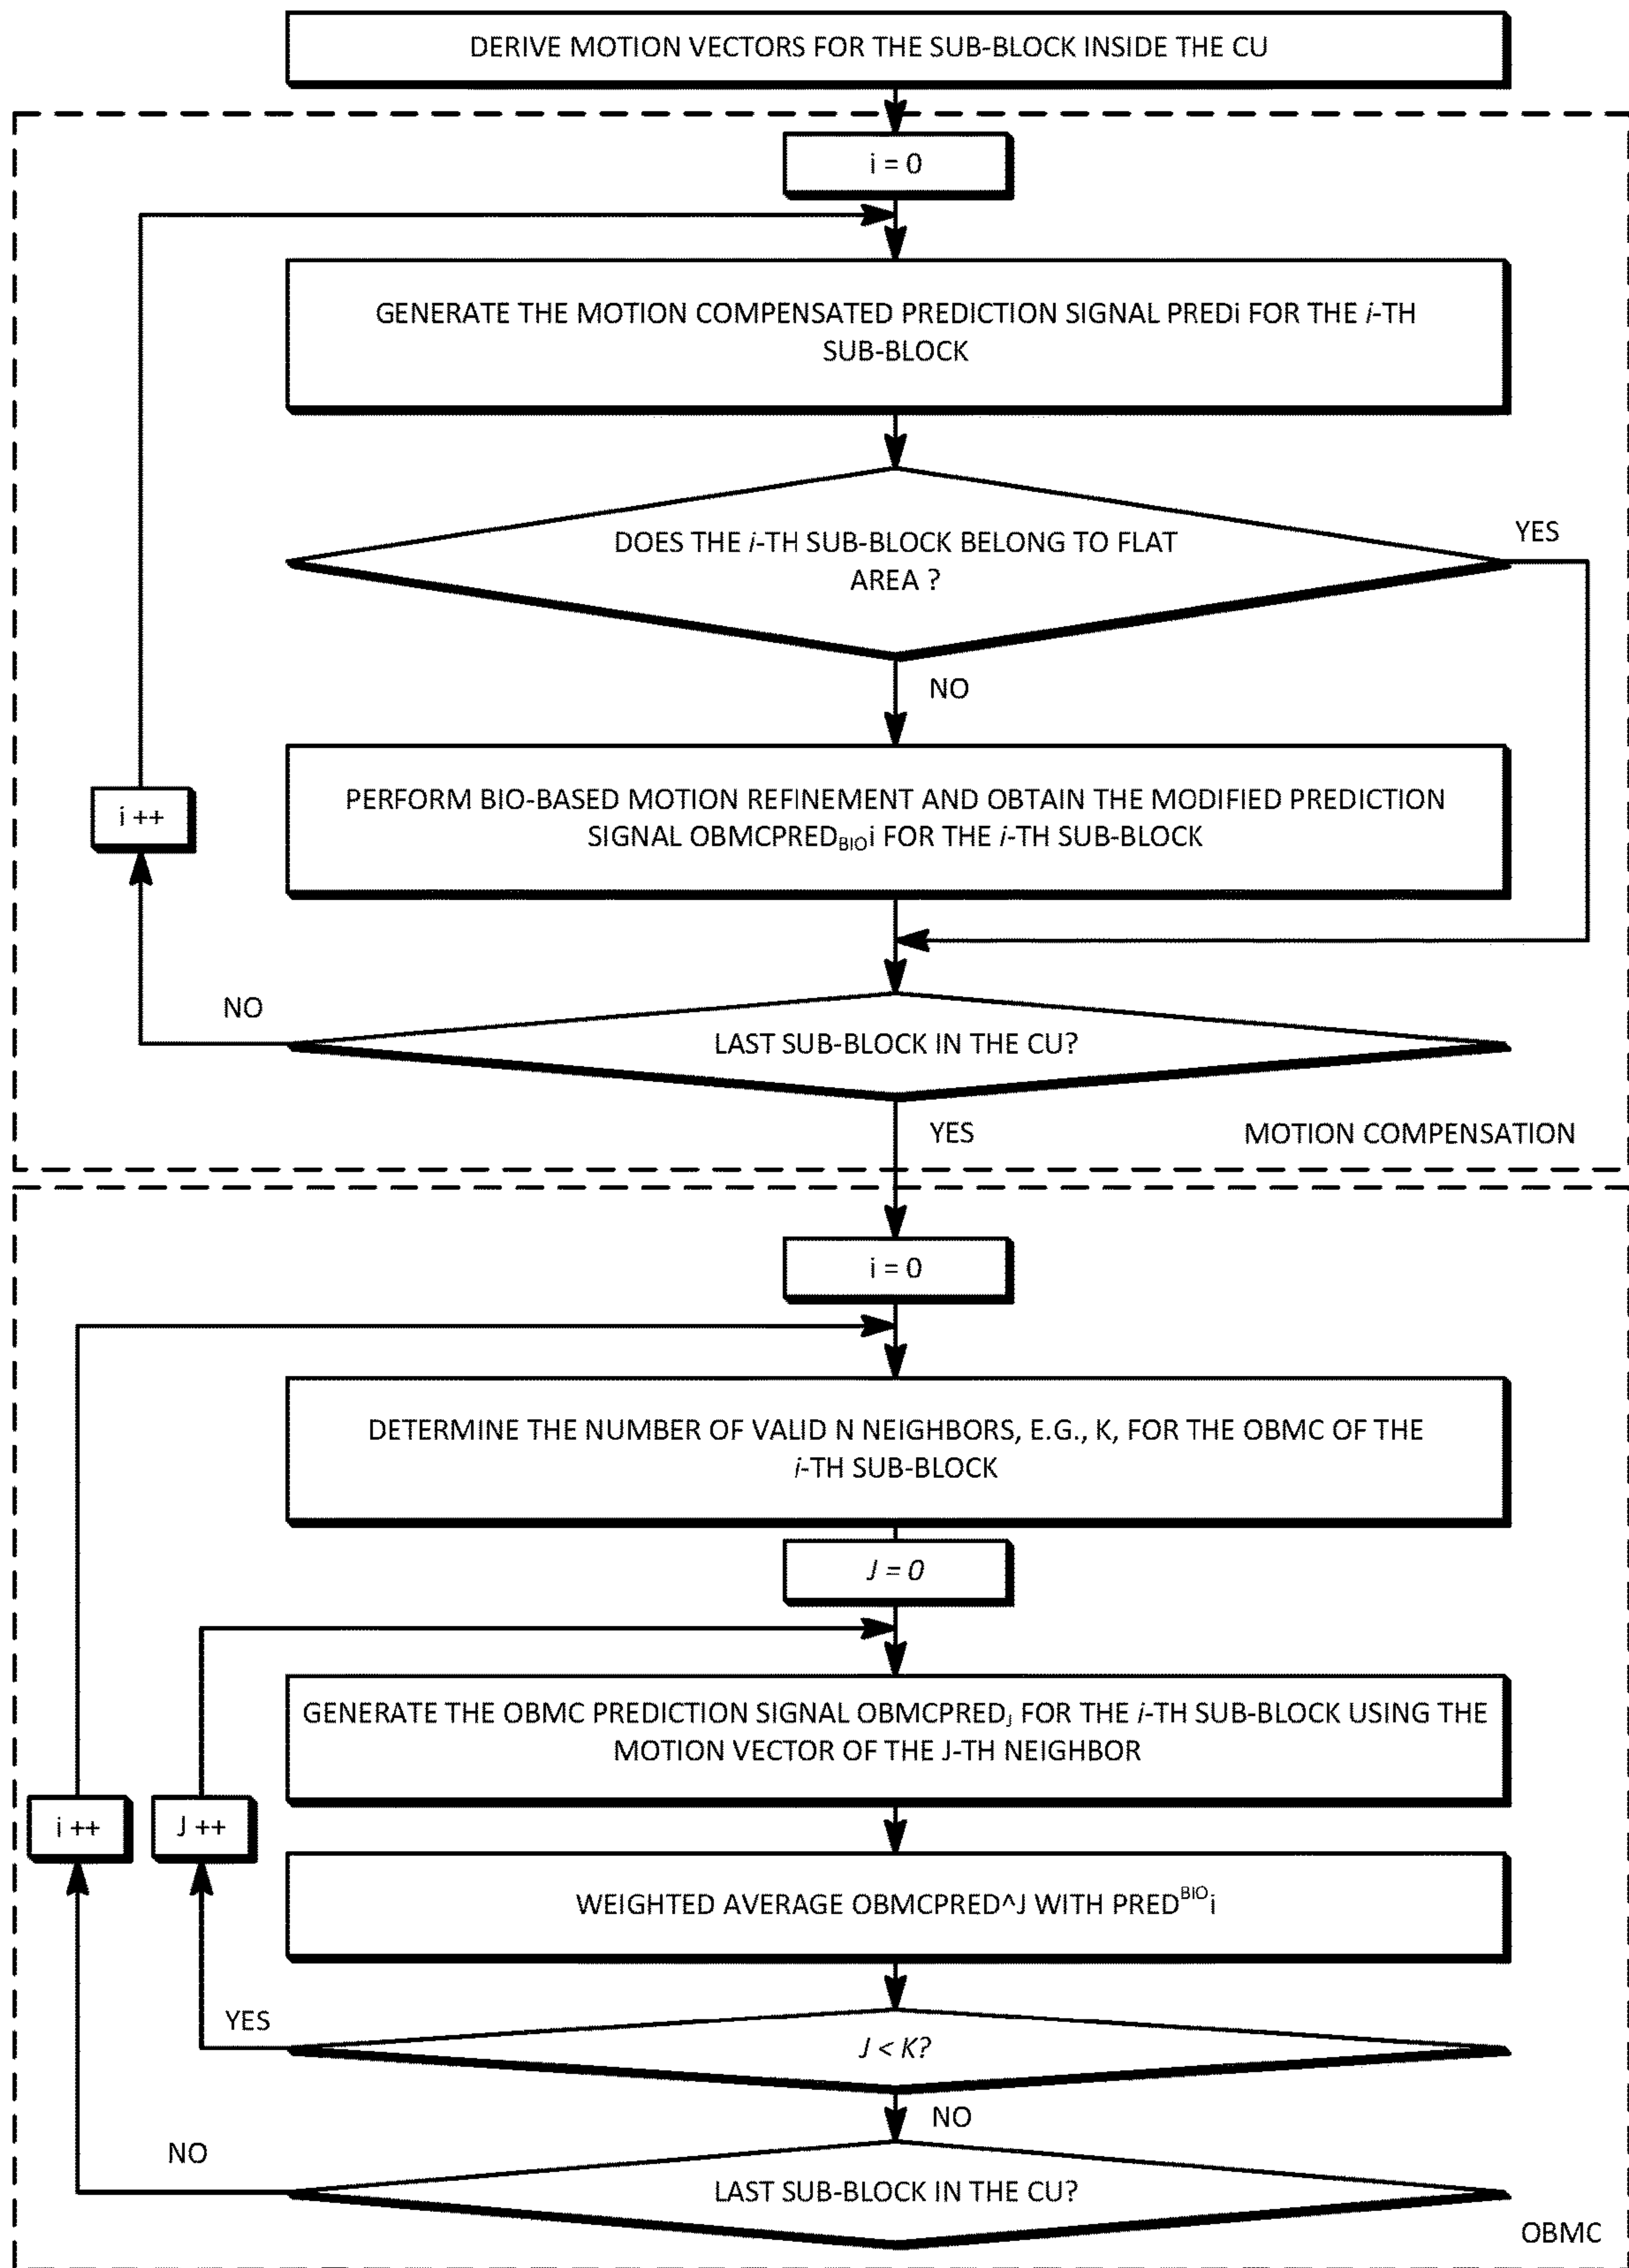 DERIVE MOTION VECTORS FOR THE SUB-BLOCK INSIDE THE CU
i = 0
GENERATE THE MOTION COMPENSATED PREDICTION SIGNAL PREDi FOR THE i-TH
SUB-BLOCK
DOES THE i-TH SUB-BLOCK BELONG TO FLAT
AREA ?
YES
NO
PERFORM BIO-BASED MOTION REFINEMENT AND OBTAIN THE MODIFIED PREDICTION
SIGNAL OBMCPRED_BIO i FOR THE i-TH SUB-BLOCK
i ++
NO
LAST SUB-BLOCK IN THE CU?
YES
MOTION COMPENSATION
i = 0
DETERMINE THE NUMBER OF VALID N NEIGHBORS, E.G., K, FOR THE OBMC OF THE
i-TH SUB-BLOCK
J = 0
GENERATE THE OBMC PREDICTION SIGNAL OBMCPREDJ FOR THE i-TH SUB-BLOCK USING THE
MOTION VECTOR OF THE J-TH NEIGHBOR
i ++
J ++
WEIGHTED AVERAGE OBMCPRED^J WITH PRED^BIO i
YES
J < K?
NO
NO
LAST SUB-BLOCK IN THE CU?
OBMC